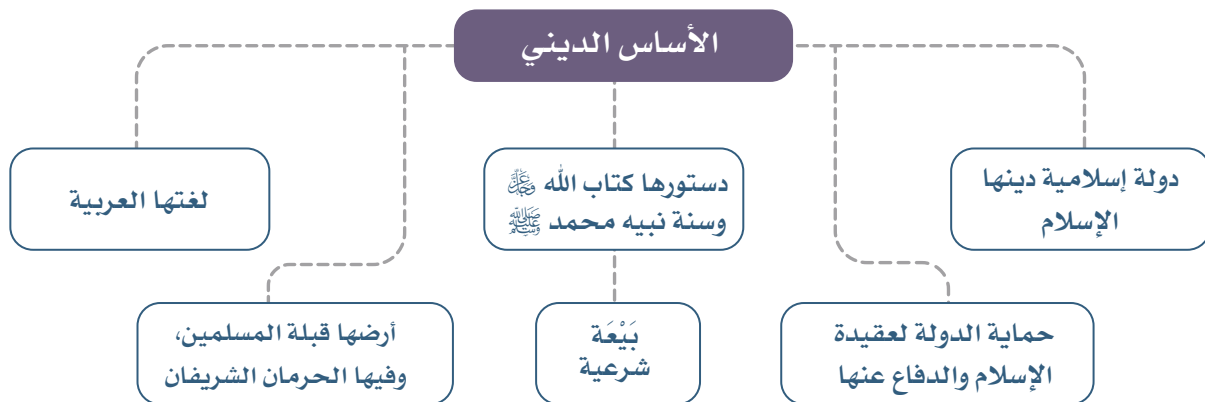 الأساس الديني
دولة إسلامية دينها
الإسلام
دستورها كتاب الله ﷻ
وسنة نبيه محمد ﷺ
لغتها العربية
حماية الدولة لعقيدة
الإسلام والدفاع عنها
بَيْعَة
شرعية
أرضها قبلة المسلمين،
وفيها الحرمان الشريفان